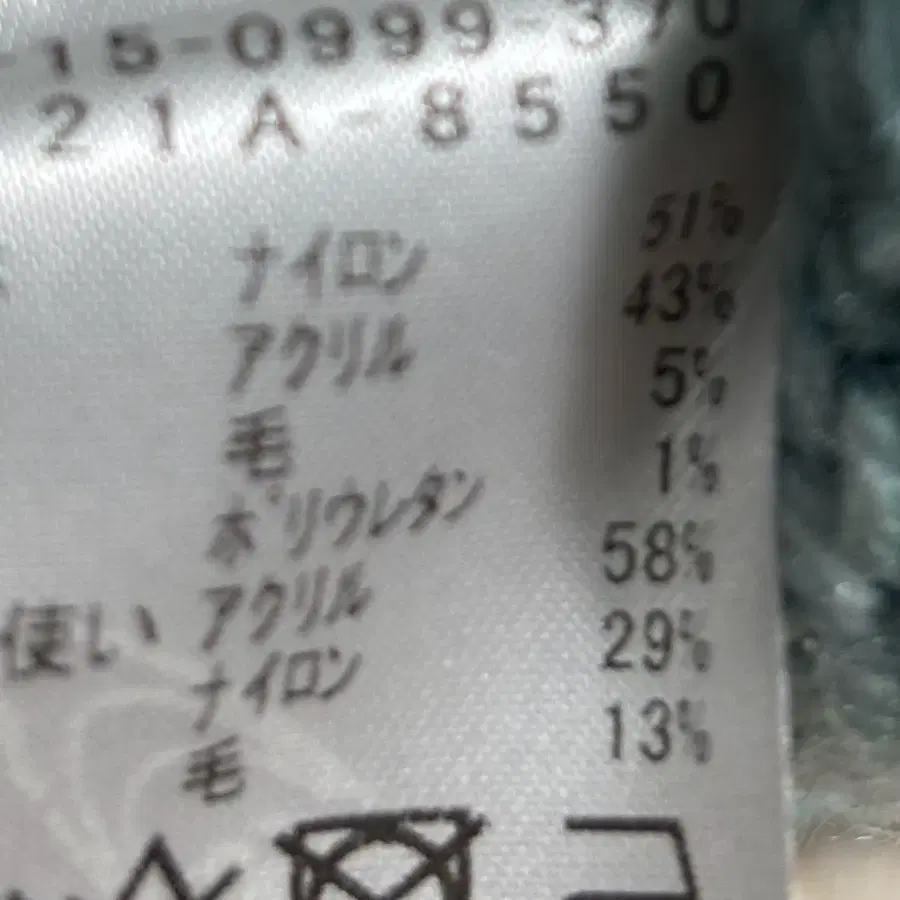 -15-0999-370
21A-8550
ナイロン 51%
アクリル 43%
毛 5%
ポリウレタン 1%
使い アクリル 58%
ナイロン 29%
毛 13%